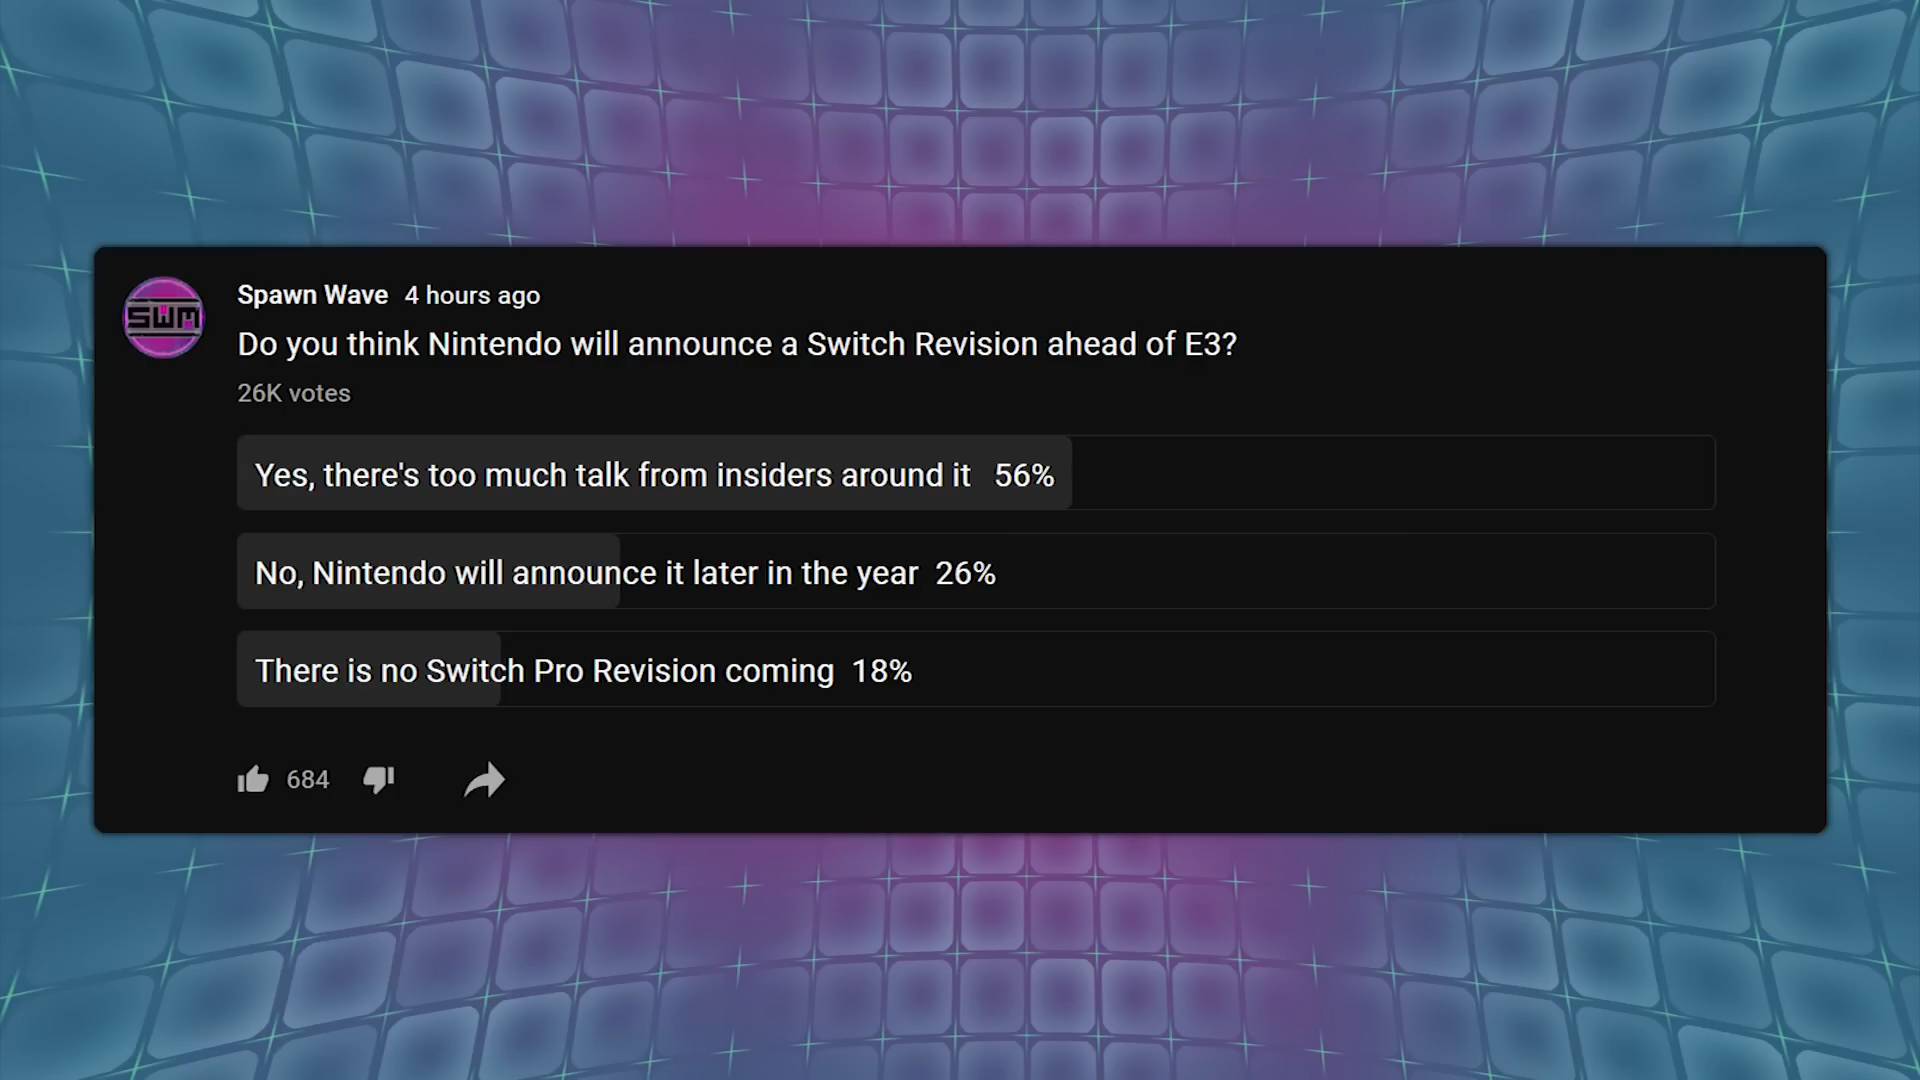 SWM
Spawn Wave 4 hours ago
Do you think Nintendo will announce a Switch Revision ahead of E3?
26K votes
Yes, there's too much talk from insiders around it 56%
No, Nintendo will announce it later in the year 26%
There is no Switch Pro Revision coming 18%
684